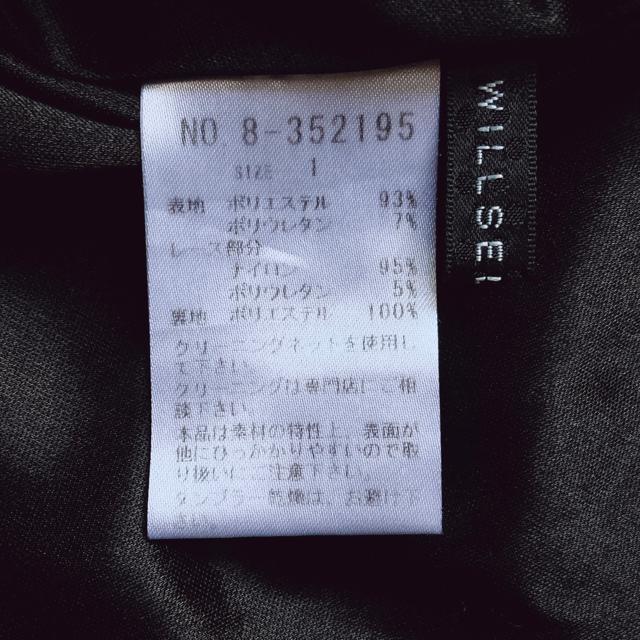 NO. 8-352195
SIZE 1
表地 ポリエステル 93%
ポリウレタン 7%
レース部分
ナイロン 95%
ポリウレタン 5%
裏地 ポリエステル 100%
クリーニングネットを使用し
て下さい。
クリーニングは専門店にご相
談下さい。
本品は素材の特性上、表面が
他にひっかかりやすいので取
り扱いにご注意下さい。
タンブラー乾燥は、お避け下
さい。
WILLSE